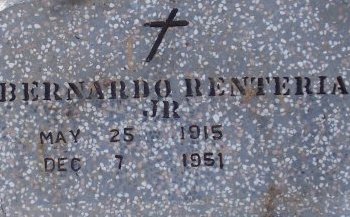 BERNARDO RENTERIA
JR
MAY 25 1915
DEC 7 1951